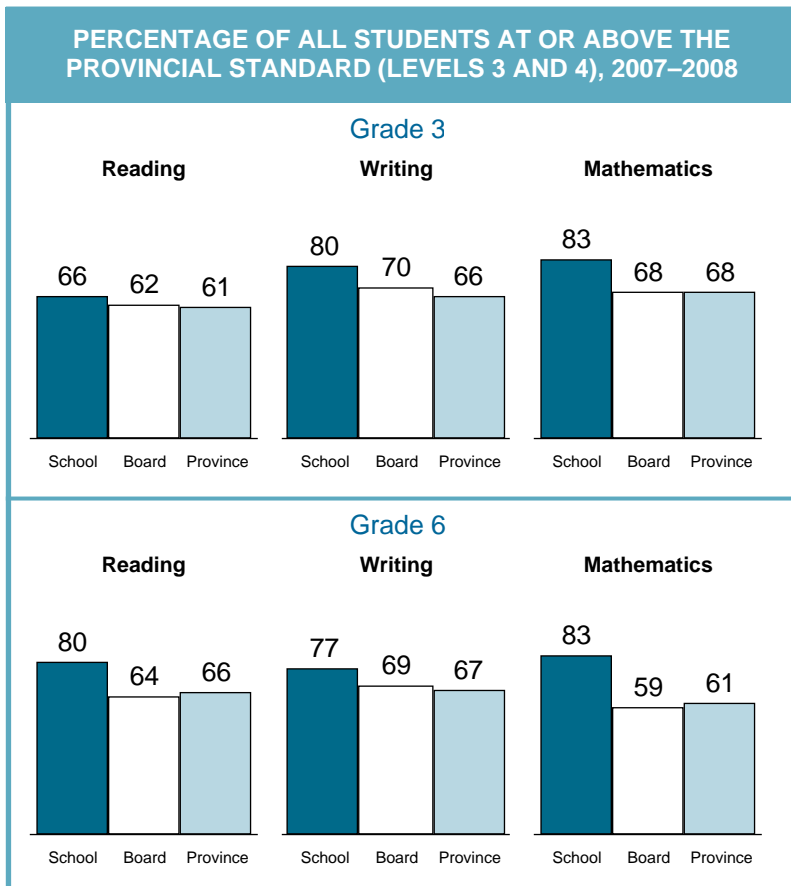 PERCENTAGE OF ALL STUDENTS AT OR ABOVE THE
PROVINCIAL STANDARD (LEVELS 3 AND 4), 2007–2008
Grade 3
Reading Writing Mathematics
66 62 61 80 70 66 83 68 68
School Board Province School Board Province School Board Province
Grade 6
Reading Writing Mathematics
80 64 66 77 69 67 83 59 61
School Board Province School Board Province School Board Province